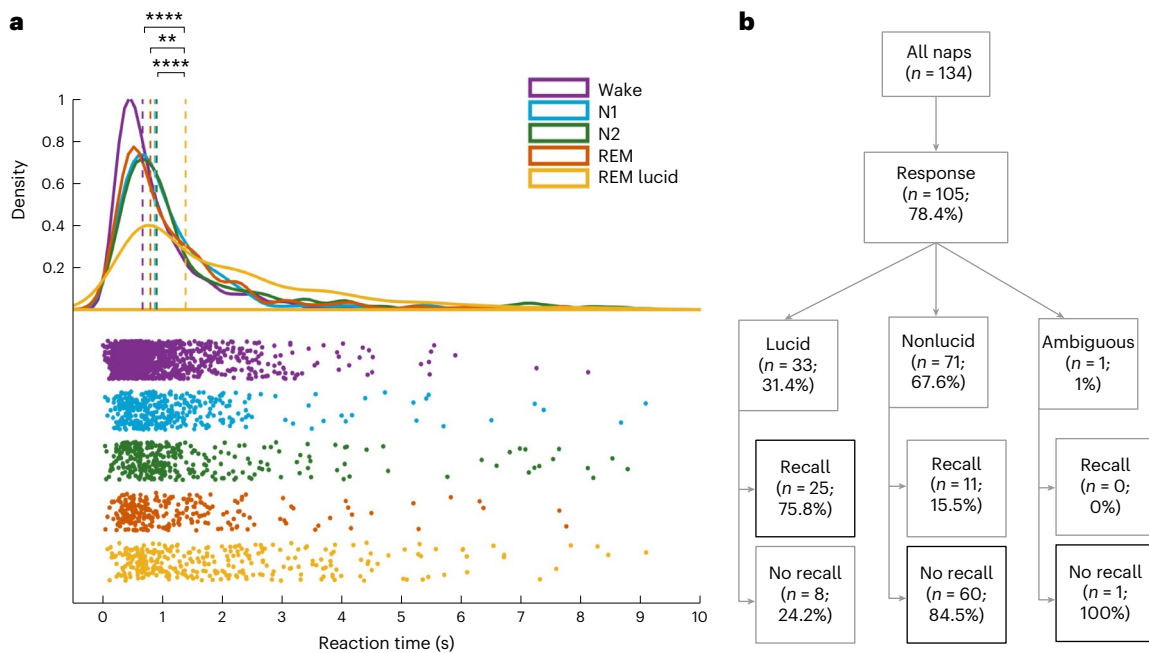 a
****
**
****
Wake
N1
N2
REM
REM lucid
1
0.8
0.6
0.4
0.2
Density
0
1
2
3
4
5
6
7
8
9
10
Reaction time (s)
b
All naps
(n = 134)
Response
(n = 105;
78.4%)
Lucid
(n = 33;
31.4%)
Nonlucid
(n = 71;
67.6%)
Ambiguous
(n = 1;
1%)
Recall
(n = 25;
75.8%)
Recall
(n = 11;
15.5%)
Recall
(n = 0;
0%)
No recall
(n = 8;
24.2%)
No recall
(n = 60;
84.5%)
No recall
(n = 1;
100%)